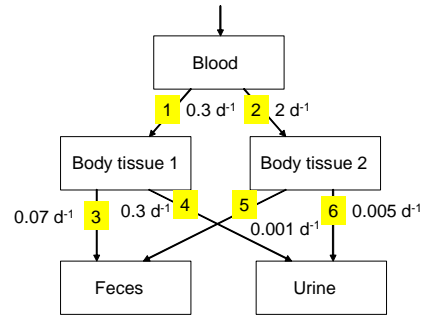 Blood
1 0.3 d-1 2 2 d-1
Body tissue 1 Body tissue 2
0.07 d-1 3 0.3 d-1 4 5 0.001 d-1 6 0.005 d-1
Feces Urine